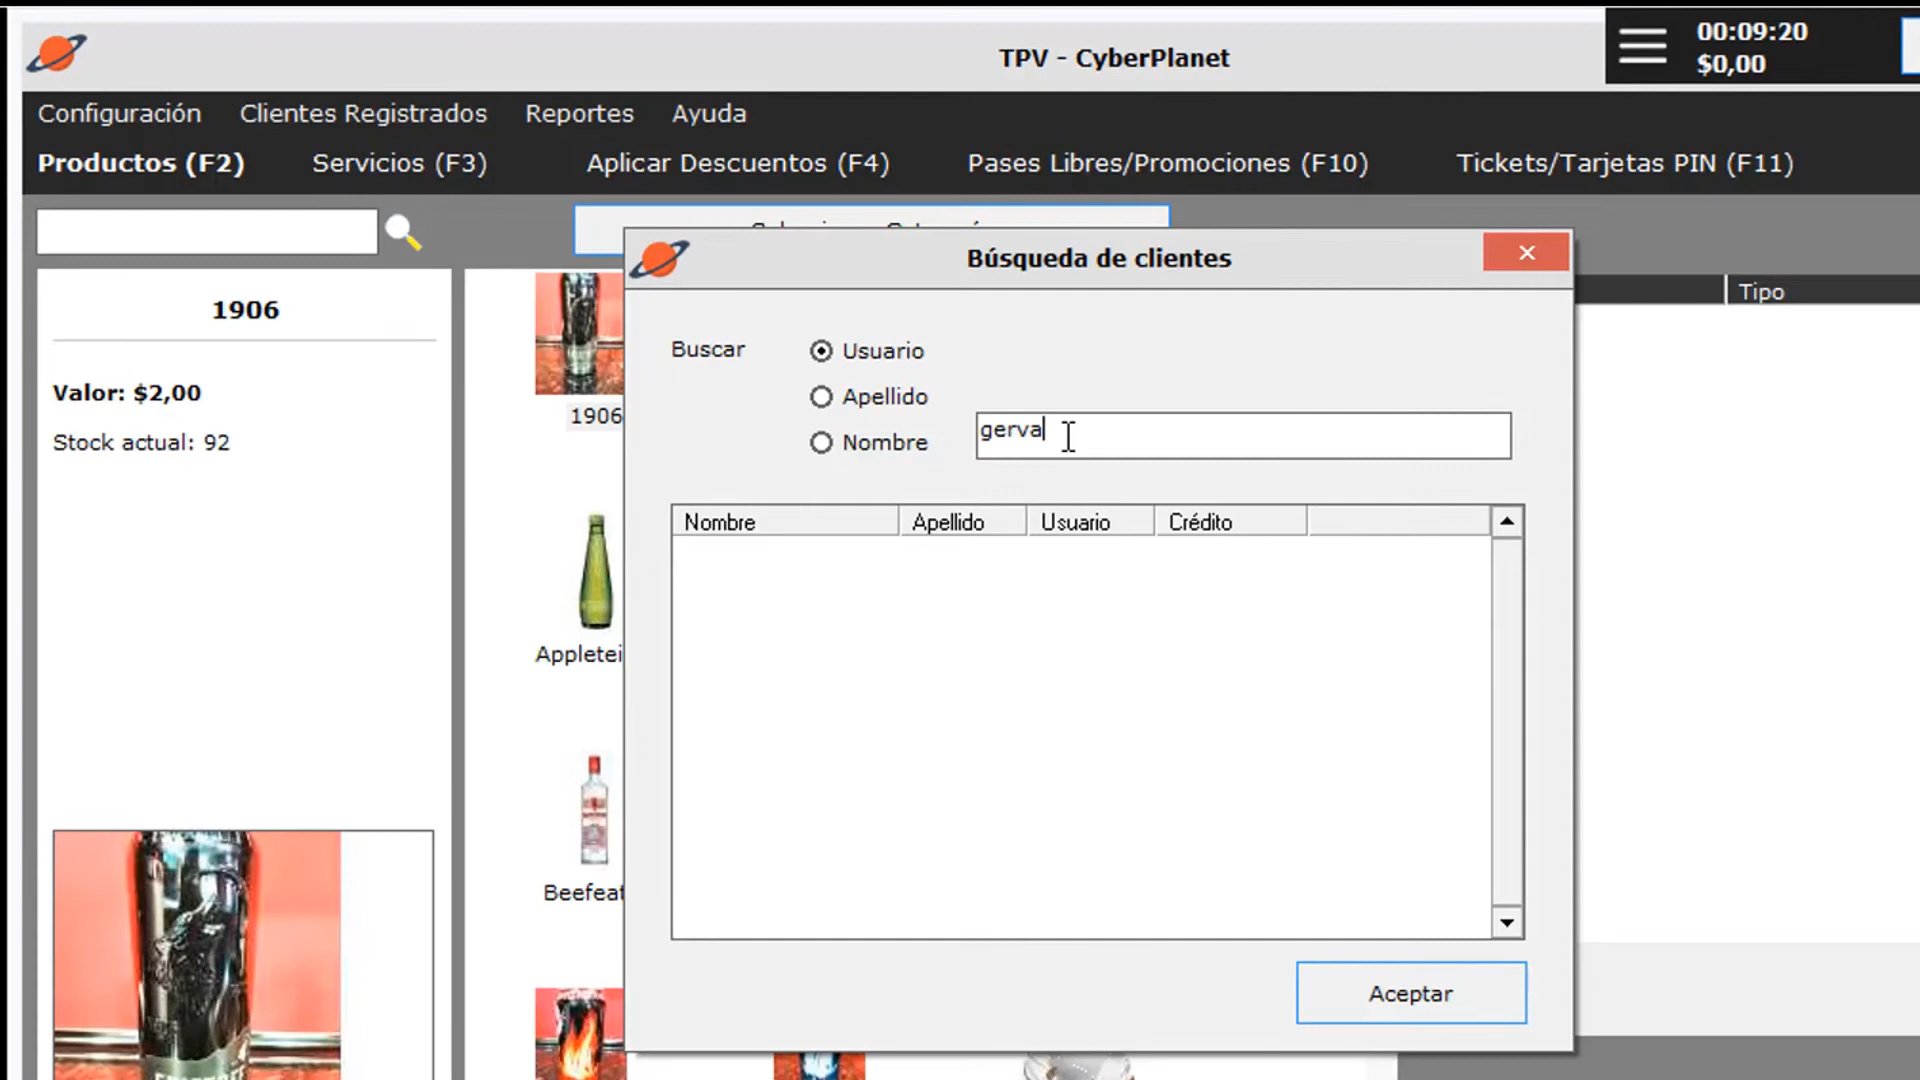 TPV - CyberPlanet
00:09:20
$0,00
Configuración Clientes Registrados Reportes Ayuda
Productos (F2) Servicios (F3) Aplicar Descuentos (F4) Pases Libres/Promociones (F10) Tickets/Tarjetas PIN (F11)
Búsqueda de clientes
Tipo
1906
Valor: $2,00
Stock actual: 92
1906
Buscar
Usuario
Apellido
Nombre
gerva
Nombre Apellido Usuario Crédito
Appletei
Beefeat
Aceptar